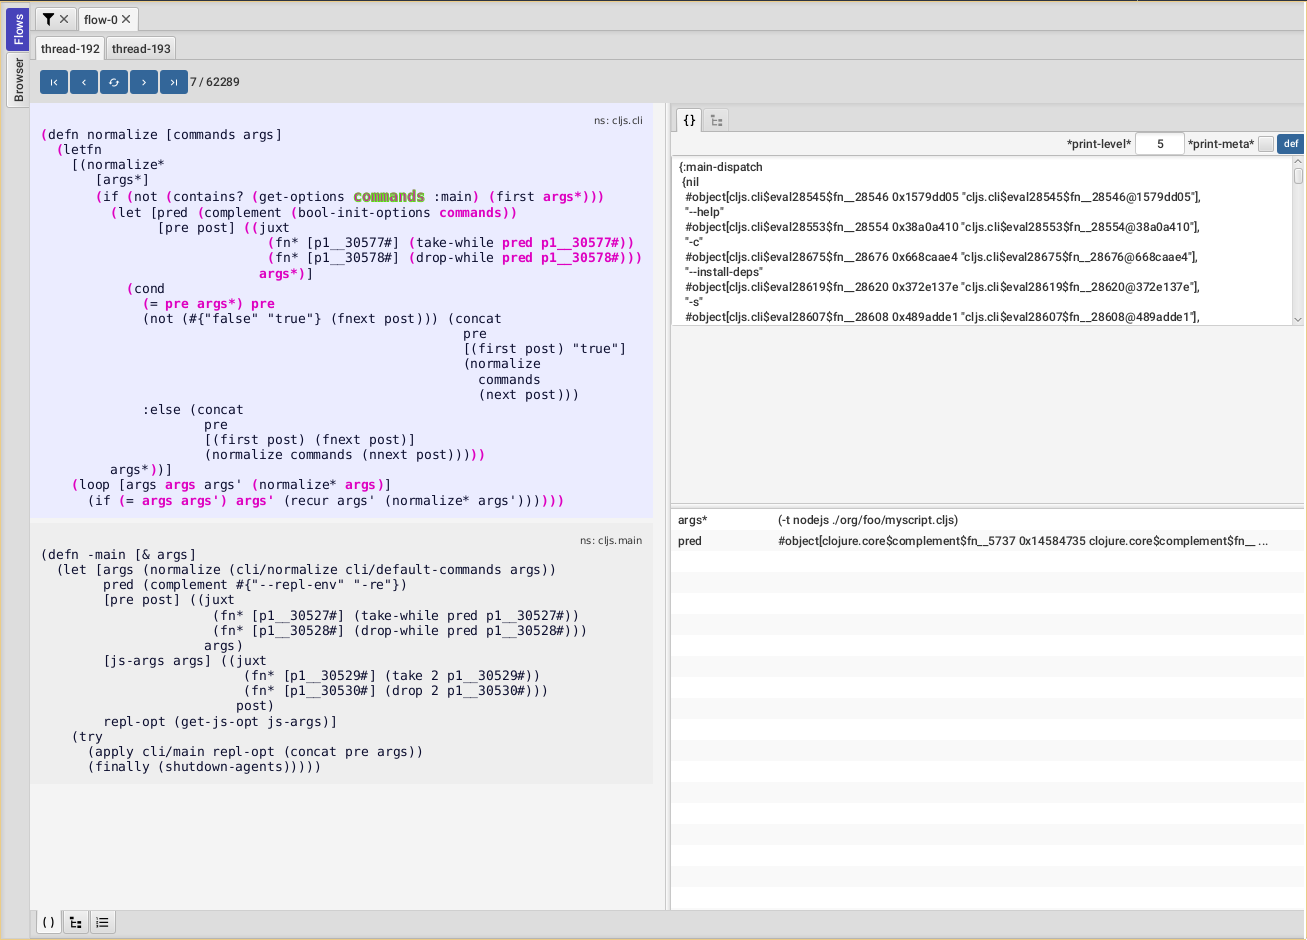 Flows
Browser
flow-0
thread-192 thread-193
7 / 62289
ns: cljs.cli
(defn normalize [commands args]
  (letfn
    [(normalize*
       [args*]
       (if (not (contains? (get-options commands :main) (first args*)))
         (let [pred (complement (bool-init-options commands))
               [pre post] ((juxt
                             (fn* [p1__30577#] (take-while pred p1__30577#))
                             (fn* [p1__30578#] (drop-while pred p1__30578#)))
                            args*)]
           (cond
             (= pre args*) pre
             (not (#{"false" "true"} (fnext post))) (concat
                                                      pre
                                                      [(first post) "true"]
                                                      (normalize
                                                        commands
                                                        (next post)))
             :else (concat
                     pre
                     [(first post) (fnext post)]
                     (normalize commands (nnext post)))))
         args*))]
    (loop [args args args' (normalize* args)]
      (if (= args args') args' (recur args' (normalize* args'))))))
ns: cljs.main
(defn -main [& args]
  (let [args (normalize (cli/normalize cli/default-commands args))
        pred (complement #{"--repl-env" "-re"})
        [pre post] ((juxt
                      (fn* [p1__30527#] (take-while pred p1__30527#))
                      (fn* [p1__30528#] (drop-while pred p1__30528#)))
                     args)
        [js-args args] ((juxt
                          (fn* [p1__30529#] (take 2 p1__30529#))
                          (fn* [p1__30530#] (drop 2 p1__30530#)))
                         post)
        repl-opt (get-js-opt js-args)]
    (try
      (apply cli/main repl-opt (concat pre args))
      (finally (shutdown-agents)))))
()
{}
*print-level* 5 *print-meta* def
{:main-dispatch
 {nil
  #object[cljs.cli$eval28545$fn__28546 0x1579dd05 "cljs.cli$eval28545$fn__28546@1579dd05"],
  "--help"
  #object[cljs.cli$eval28553$fn__28554 0x38a0a410 "cljs.cli$eval28553$fn__28554@38a0a410"],
  "-c"
  #object[cljs.cli$eval28675$fn__28676 0x668caae4 "cljs.cli$eval28675$fn__28676@668caae4"],
  "--install-deps"
  #object[cljs.cli$eval28619$fn__28620 0x372e137e "cljs.cli$eval28619$fn__28620@372e137e"],
  "-s"
  #object[cljs.cli$eval28607$fn__28608 0x489adde1 "cljs.cli$eval28607$fn__28608@489adde1"],
args* (-t nodejs ./org/foo/myscript.cljs)
pred #object[clojure.core$complement$fn__5737 0x14584735 clojure.core$complement$fn__ ...